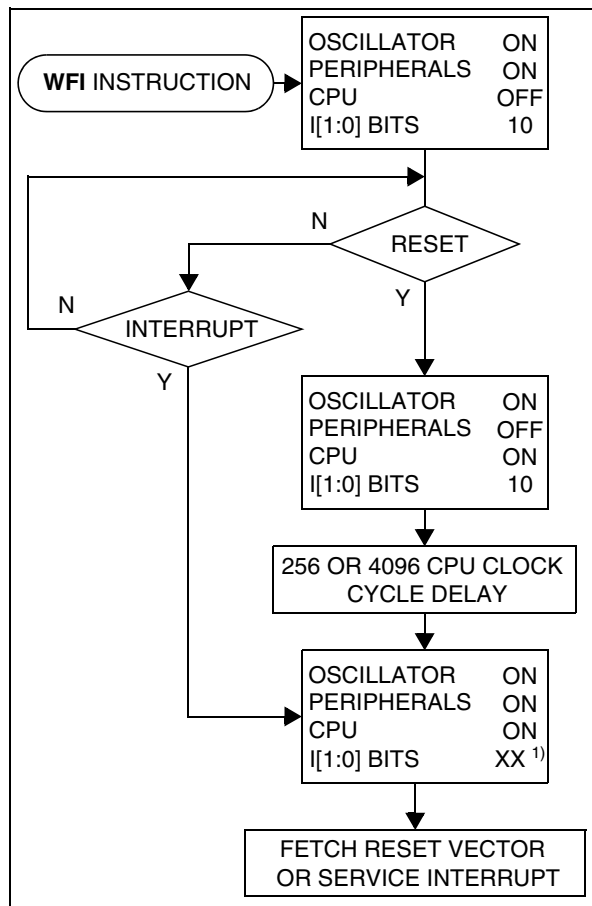 WFI INSTRUCTION
OSCILLATOR ON
PERIPHERALS ON
CPU OFF
I[1:0] BITS 10
N
RESET
N
INTERRUPT
Y
Y
OSCILLATOR ON
PERIPHERALS OFF
CPU ON
I[1:0] BITS 10
256 OR 4096 CPU CLOCK
CYCLE DELAY
OSCILLATOR ON
PERIPHERALS ON
CPU ON
I[1:0] BITS XX 1)
FETCH RESET VECTOR
OR SERVICE INTERRUPT